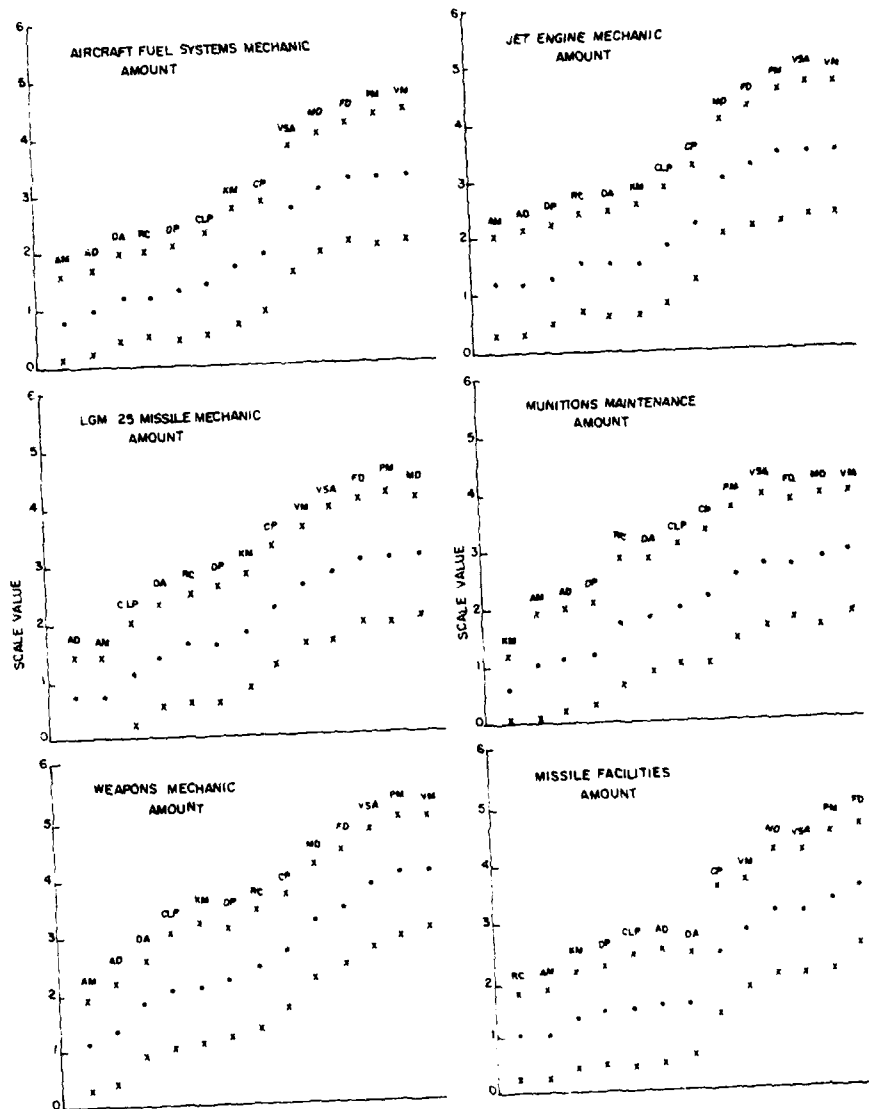 AIRCRAFT FUEL SYSTEMS MECHANIC
AMOUNT
6
5
4
3
2
1
0
AM AD DA RC DP CLP KM CP VSA MD FD PM VM
JET ENGINE MECHANIC
AMOUNT
6
5
4
3
2
1
0
AM AD DP RC DA KM CLP CP MD FD PM VSA VM
LGM 25 MISSILE MECHANIC
AMOUNT
SCALE VALUE
6
5
4
3
2
1
0
AD AM CLP DA RC DP KM CP VM VSA FD PM MD
MUNITIONS MAINTENANCE
AMOUNT
SCALE VALUE
6
5
4
3
2
1
0
KM AM AD DP RC DA CLP CP PM VSA FD MD VM
WEAPONS MECHANIC
AMOUNT
6
5
4
3
2
1
0
AM AD DA CLP KM DP RC CP MD FD VSA PM VM
MISSILE FACILITIES
AMOUNT
6
5
4
3
2
1
0
RC AM KM DP CLP AD DA CP VM MD VSA PM FD